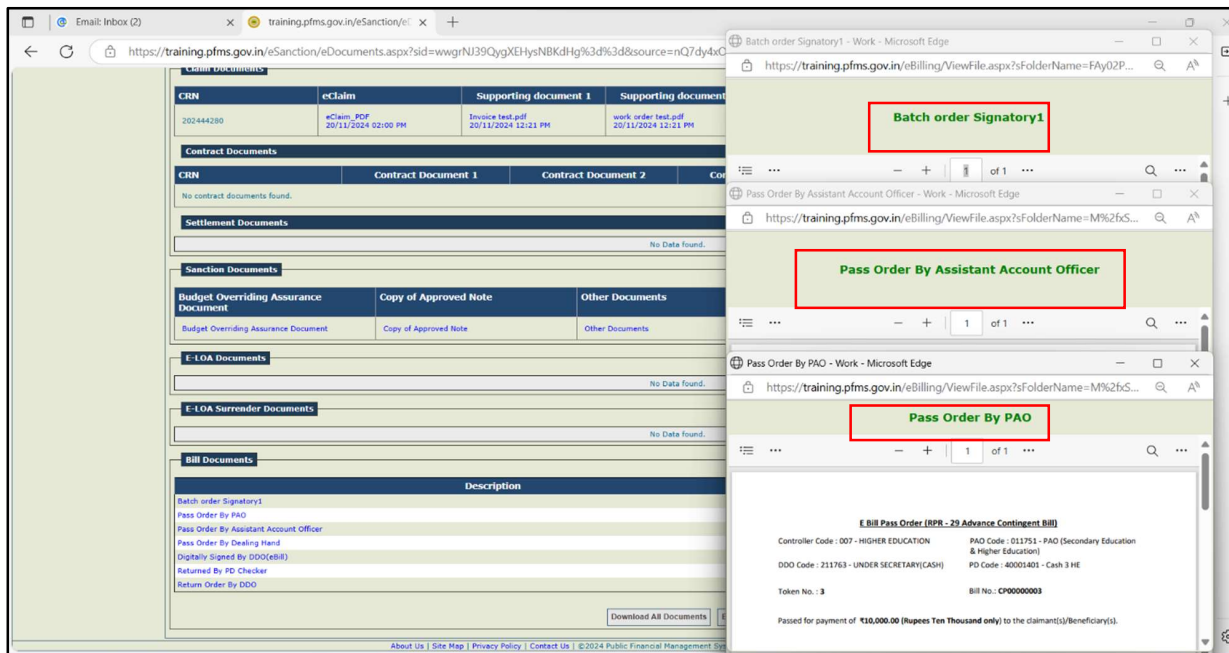 Email: Inbox (2)
training.pfms.gov.in/eSanction/eD
https://training.pfms.gov.in/eSanction/eDocuments.aspx?sid=wwgrNJ39QygXEHysNBKdHg%3d%3d&source=nQ7dy4xC
Claim Documents
CRN eClaim Supporting document 1 Supporting document
202444280 eClaim_PDF Invoice test.pdf work order test.pdf
20/11/2024 02:00 PM 20/11/2024 12:21 PM 20/11/2024 12:21 PM
Contract Documents
CRN Contract Document 1 Contract Document 2 Con
No contract documents found.
Settlement Documents
No Data found.
Sanction Documents
Budget Overriding Assurance Copy of Approved Note Other Documents
Document
Budget Overriding Assurance Document Copy of Approved Note Other Documents
E-LOA Documents
No Data found.
E-LOA Surrender Documents
No Data found.
Bill Documents
Description
Batch order Signatory1
Pass Order By PAO
Pass Order By Assistant Account Officer
Pass Order By Dealing Hand
Digitally Signed By DDO(eBill)
Returned By PD Checker
Return Order By DDO
Download All Documents E
About Us | Site Map | Privacy Policy | Contact Us | ©2024 Public Financial Management Sys
Batch order Signatory1 - Work - Microsoft Edge
https://training.pfms.gov.in/eBilling/ViewFile.aspx?sFolderName=FAy02P...
Batch order Signatory1
1 of 1
Pass Order By Assistant Account Officer - Work - Microsoft Edge
https://training.pfms.gov.in/eBilling/ViewFile.aspx?sFolderName=M%2fxS...
Pass Order By Assistant Account Officer
1 of 1
Pass Order By PAO - Work - Microsoft Edge
https://training.pfms.gov.in/eBilling/ViewFile.aspx?sFolderName=M%2fxS...
Pass Order By PAO
1 of 1
E Bill Pass Order (RPR - 29 Advance Contingent Bill)
Controller Code : 007 - HIGHER EDUCATION PAO Code : 011751 - PAO (Secondary Education
& Higher Education)
DDO Code : 211763 - UNDER SECRETARY(CASH) PD Code : 40001401 - Cash 3 HE
Token No. : 3 Bill No.: CP00000003
Passed for payment of ₹10,000.00 (Rupees Ten Thousand only) to the claimant(s)/Beneficiary(s).